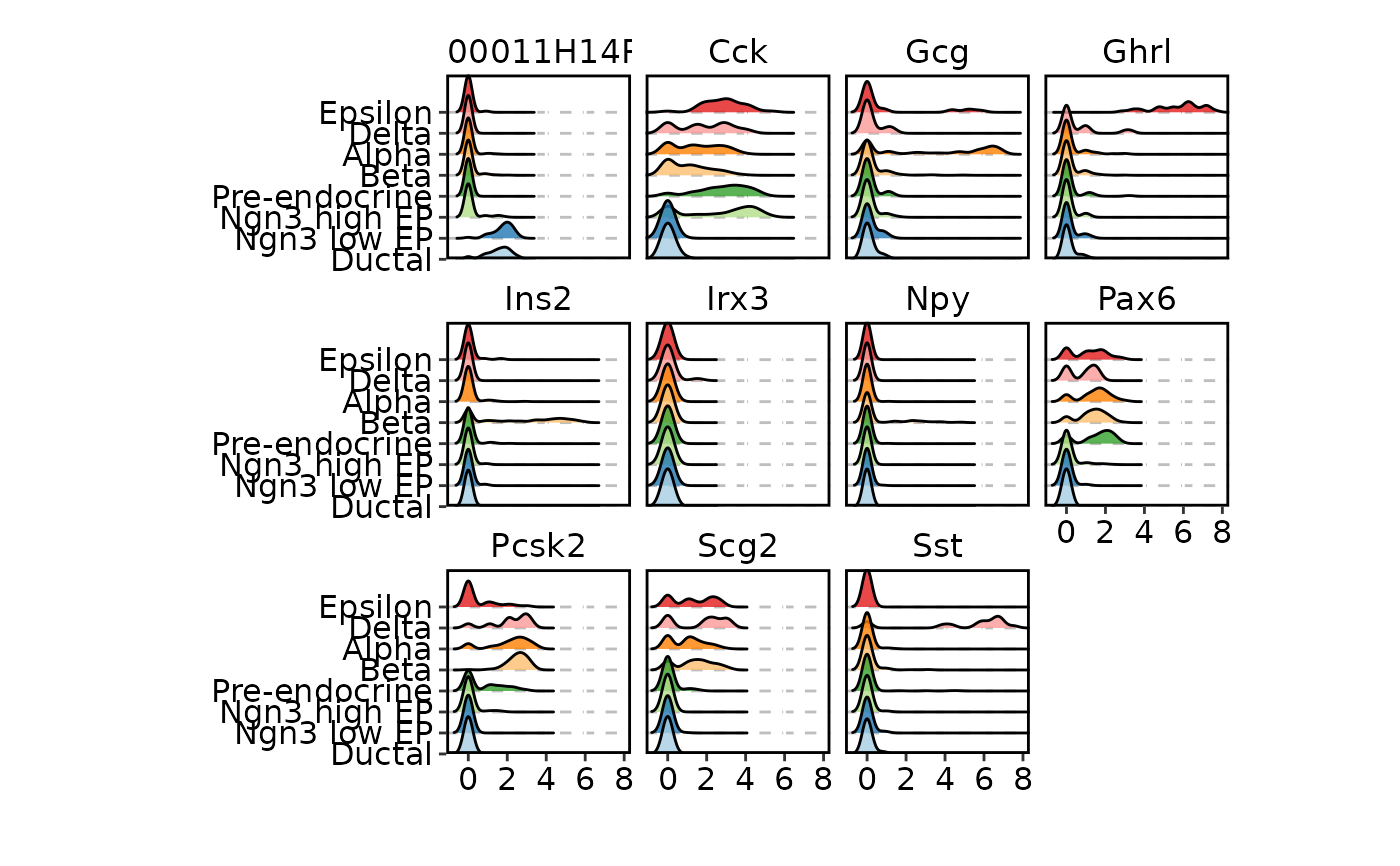 00011H14F Cck Gcg Ghrl
Epsilon
Delta
Alpha
Beta
Pre-endocrine
Ngn3 high EP
Ngn3 low EP
Ductal
Ins2 Irx3 Npy Pax6
Epsilon
Delta
Alpha
Beta
Pre-endocrine
Ngn3 high EP
Ngn3 low EP
Ductal
0 2 4 6 8
Pcsk2 Scg2 Sst
Epsilon
Delta
Alpha
Beta
Pre-endocrine
Ngn3 high EP
Ngn3 low EP
Ductal
0 2 4 6 8 0 2 4 6 8 0 2 4 6 8